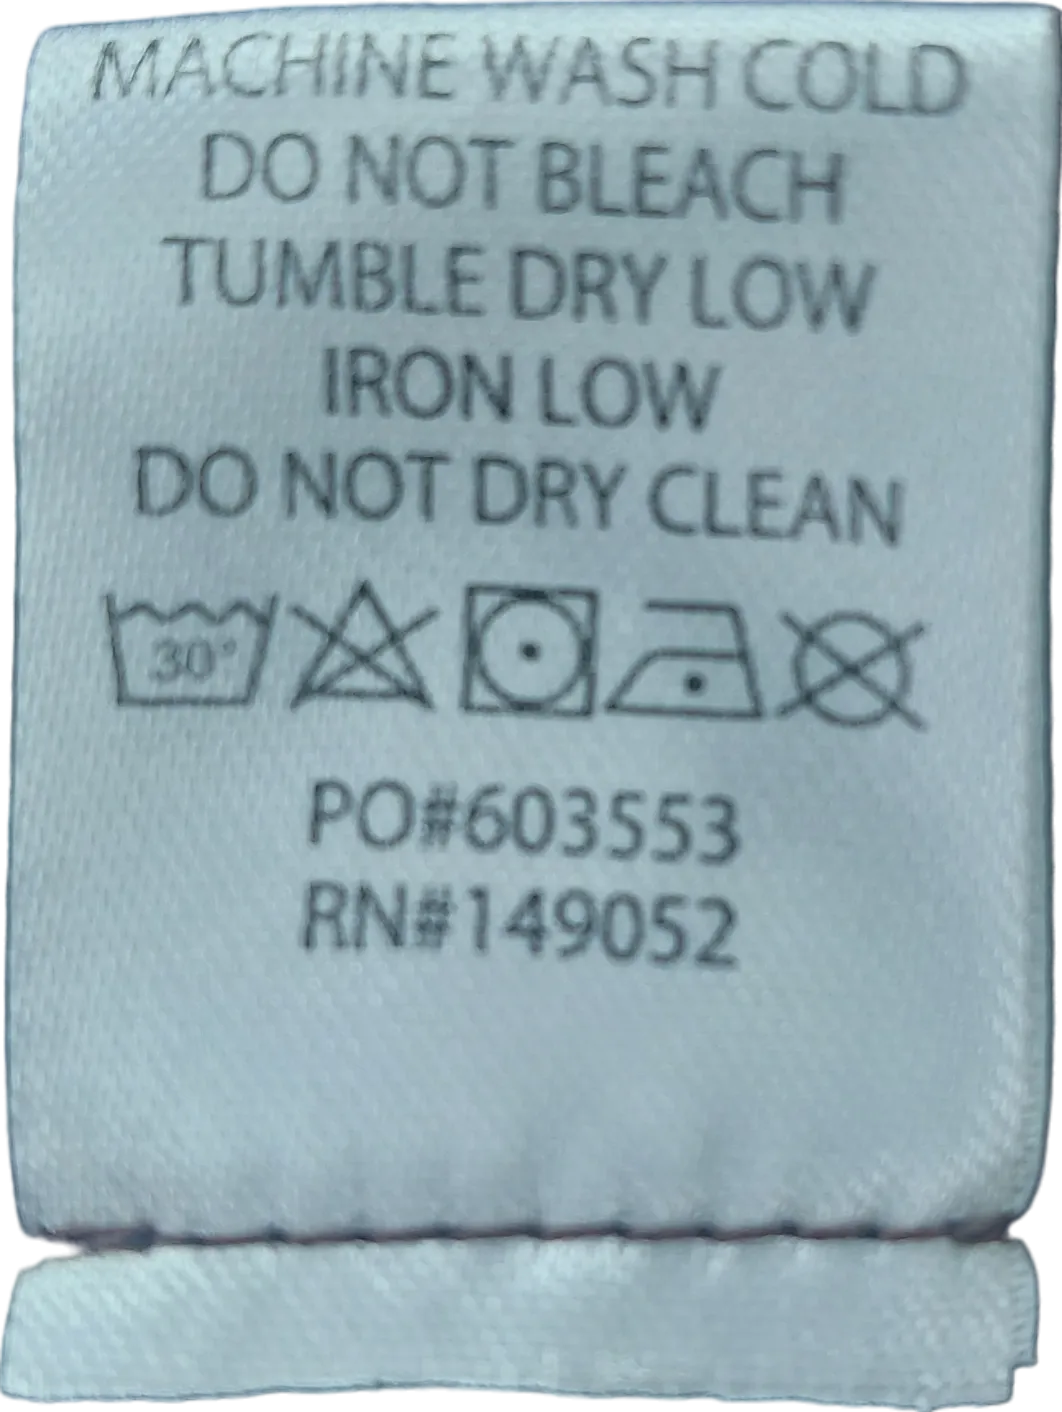 MACHINE WASH COLD
DO NOT BLEACH
TUMBLE DRY LOW
IRON LOW
DO NOT DRY CLEAN
30°
PO#603553
RN#149052